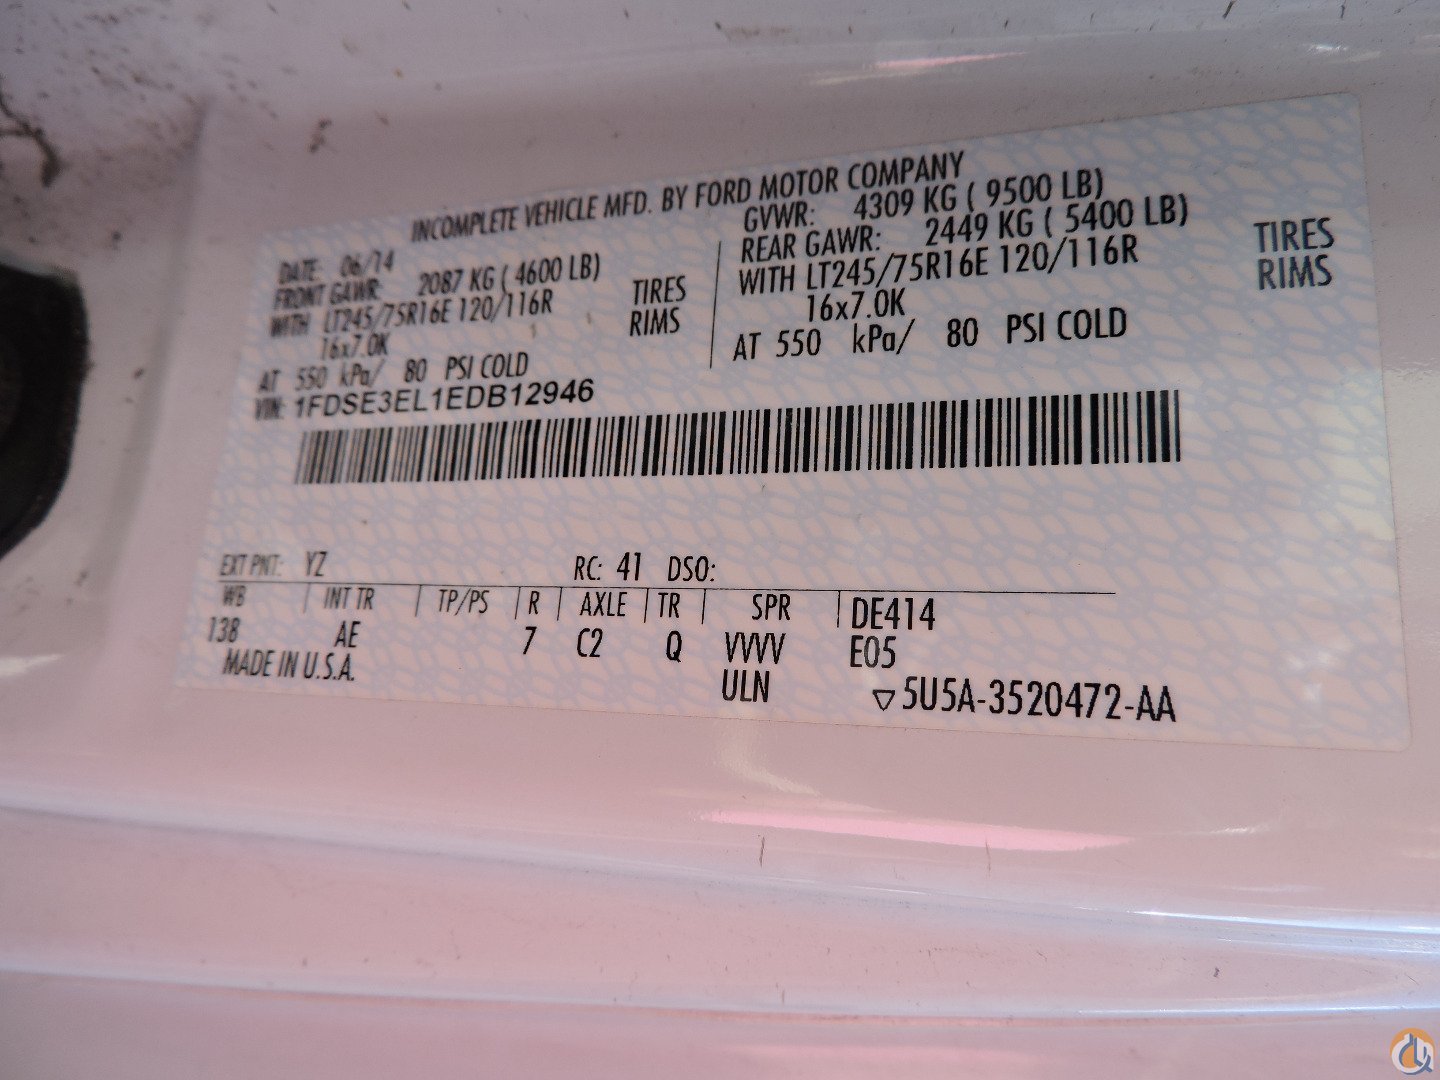 INCOMPLETE VEHICLE MFD. BY FORD MOTOR COMPANY
DATE: 06/14
GVWR: 4309 KG ( 9500 LB)
FRONT GAWR: 2087 KG ( 4600 LB)
REAR GAWR: 2449 KG ( 5400 LB)
WITH LT245/75R16E 120/116R TIRES
WITH LT245/75R16E 120/116R TIRES
16x7.0K RIMS
16x7.0K RIMS
AT 550 kPa/ 80 PSI COLD
AT 550 kPa/ 80 PSI COLD
VIN: 1FDSE3EL1EDB12946
EXT PNT: YZ RC: 41 DSO:
WB INT TR TP/PS R AXLE TR SPR DE414
138 AE 7 C2 Q VVVV E05
MADE IN U.S.A. ULN ▽5U5A-3520472-AA